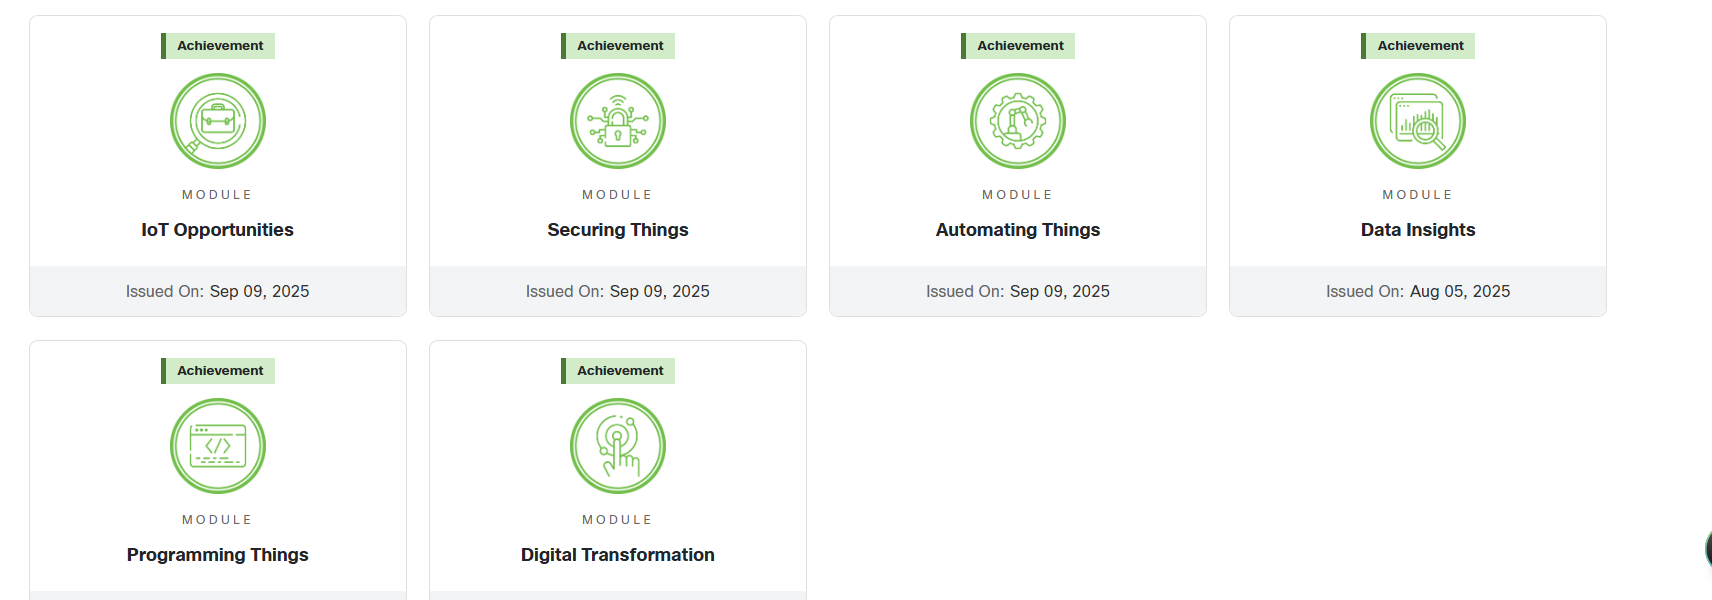 Achievement
MODULE
IoT Opportunities
Issued On: Sep 09, 2025
Achievement
MODULE
Securing Things
Issued On: Sep 09, 2025
Achievement
MODULE
Automating Things
Issued On: Sep 09, 2025
Achievement
MODULE
Data Insights
Issued On: Aug 05, 2025
Achievement
MODULE
Programming Things
Achievement
MODULE
Digital Transformation